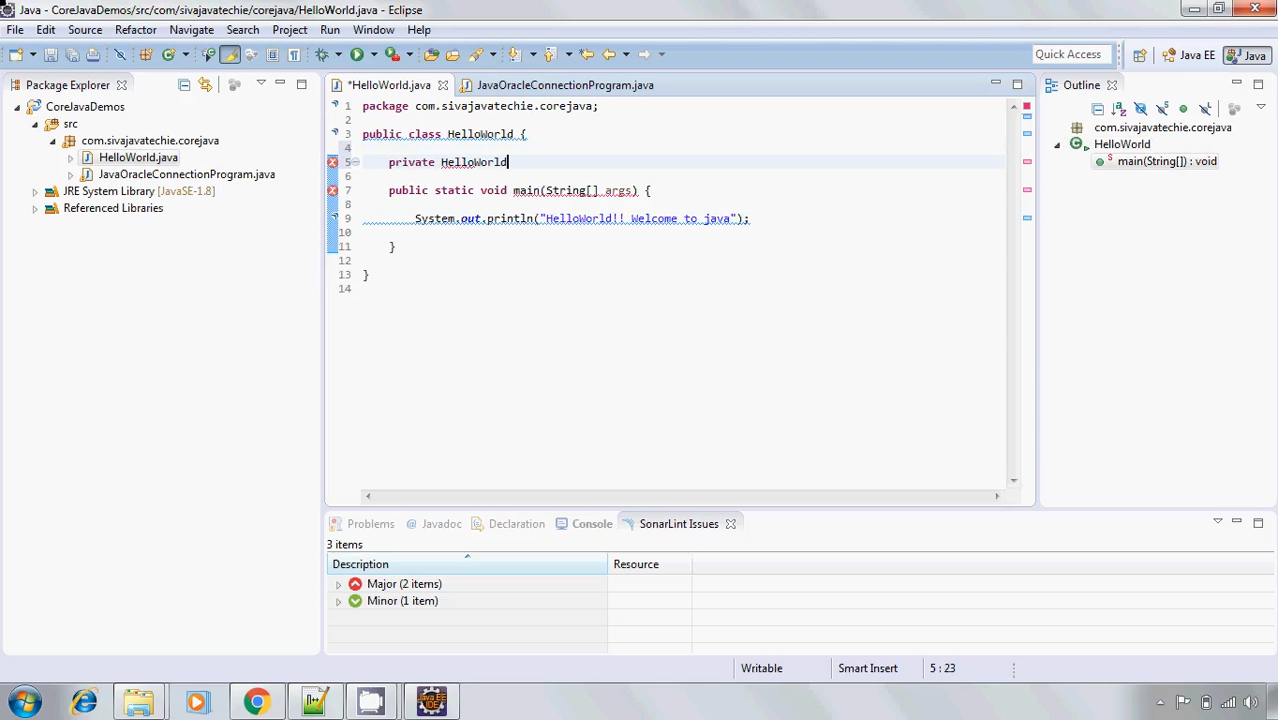 Java - CoreJavaDemos/src/com/sivajavatechie/corejava/HelloWorld.java - Eclipse
File Edit Source Refactor Navigate Search Project Run Window Help
Quick Access Java EE Java
Package Explorer
CoreJavaDemos
src
com.sivajavatechie.corejava
HelloWorld.java
JavaOracleConnectionProgram.java
JRE System Library [JavaSE-1.8]
Referenced Libraries
*HelloWorld.java JavaOracleConnectionProgram.java
1 package com.sivajavatechie.corejava;
2
3 public class HelloWorld {
4
5 private HelloWorld
6
7 public static void main(String[] args) {
8
9 System.out.println("HelloWorld!! Welcome to java");
10
11 }
12
13 }
14
Outline
com.sivajavatechie.corejava
HelloWorld
S main(String[]) : void
Problems Javadoc Declaration Console SonarLint Issues
3 items
Description Resource
Major (2 items)
Minor (1 item)
Writable Smart Insert 5 : 23
Java EE
IDE